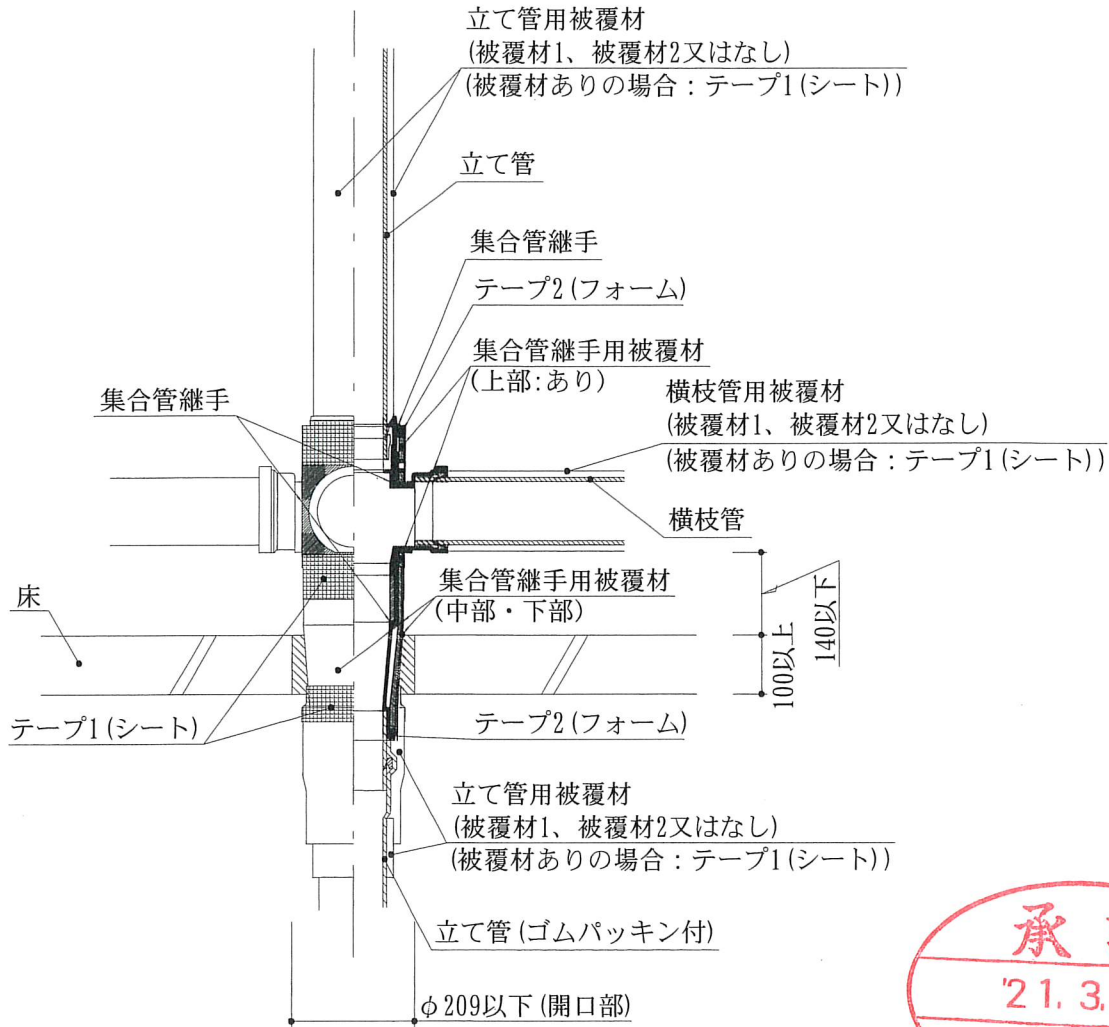 立て管用被覆材
(被覆材1、被覆材2又はなし)
(被覆材ありの場合：テープ1(シート))
立て管
集合管継手
テープ2(フォーム)
集合管継手用被覆材
(上部:あり)
集合管継手
横枝管用被覆材
(被覆材1、被覆材2又はなし)
(被覆材ありの場合：テープ1(シート))
横枝管
集合管継手用被覆材
(中部・下部)
床
100以上
140以下
テープ1(シート)
テープ2(フォーム)
立て管用被覆材
(被覆材1、被覆材2又はなし)
(被覆材ありの場合：テープ1(シート))
立て管(ゴムパッキン付)
φ209以下(開口部)
承
'21.3.